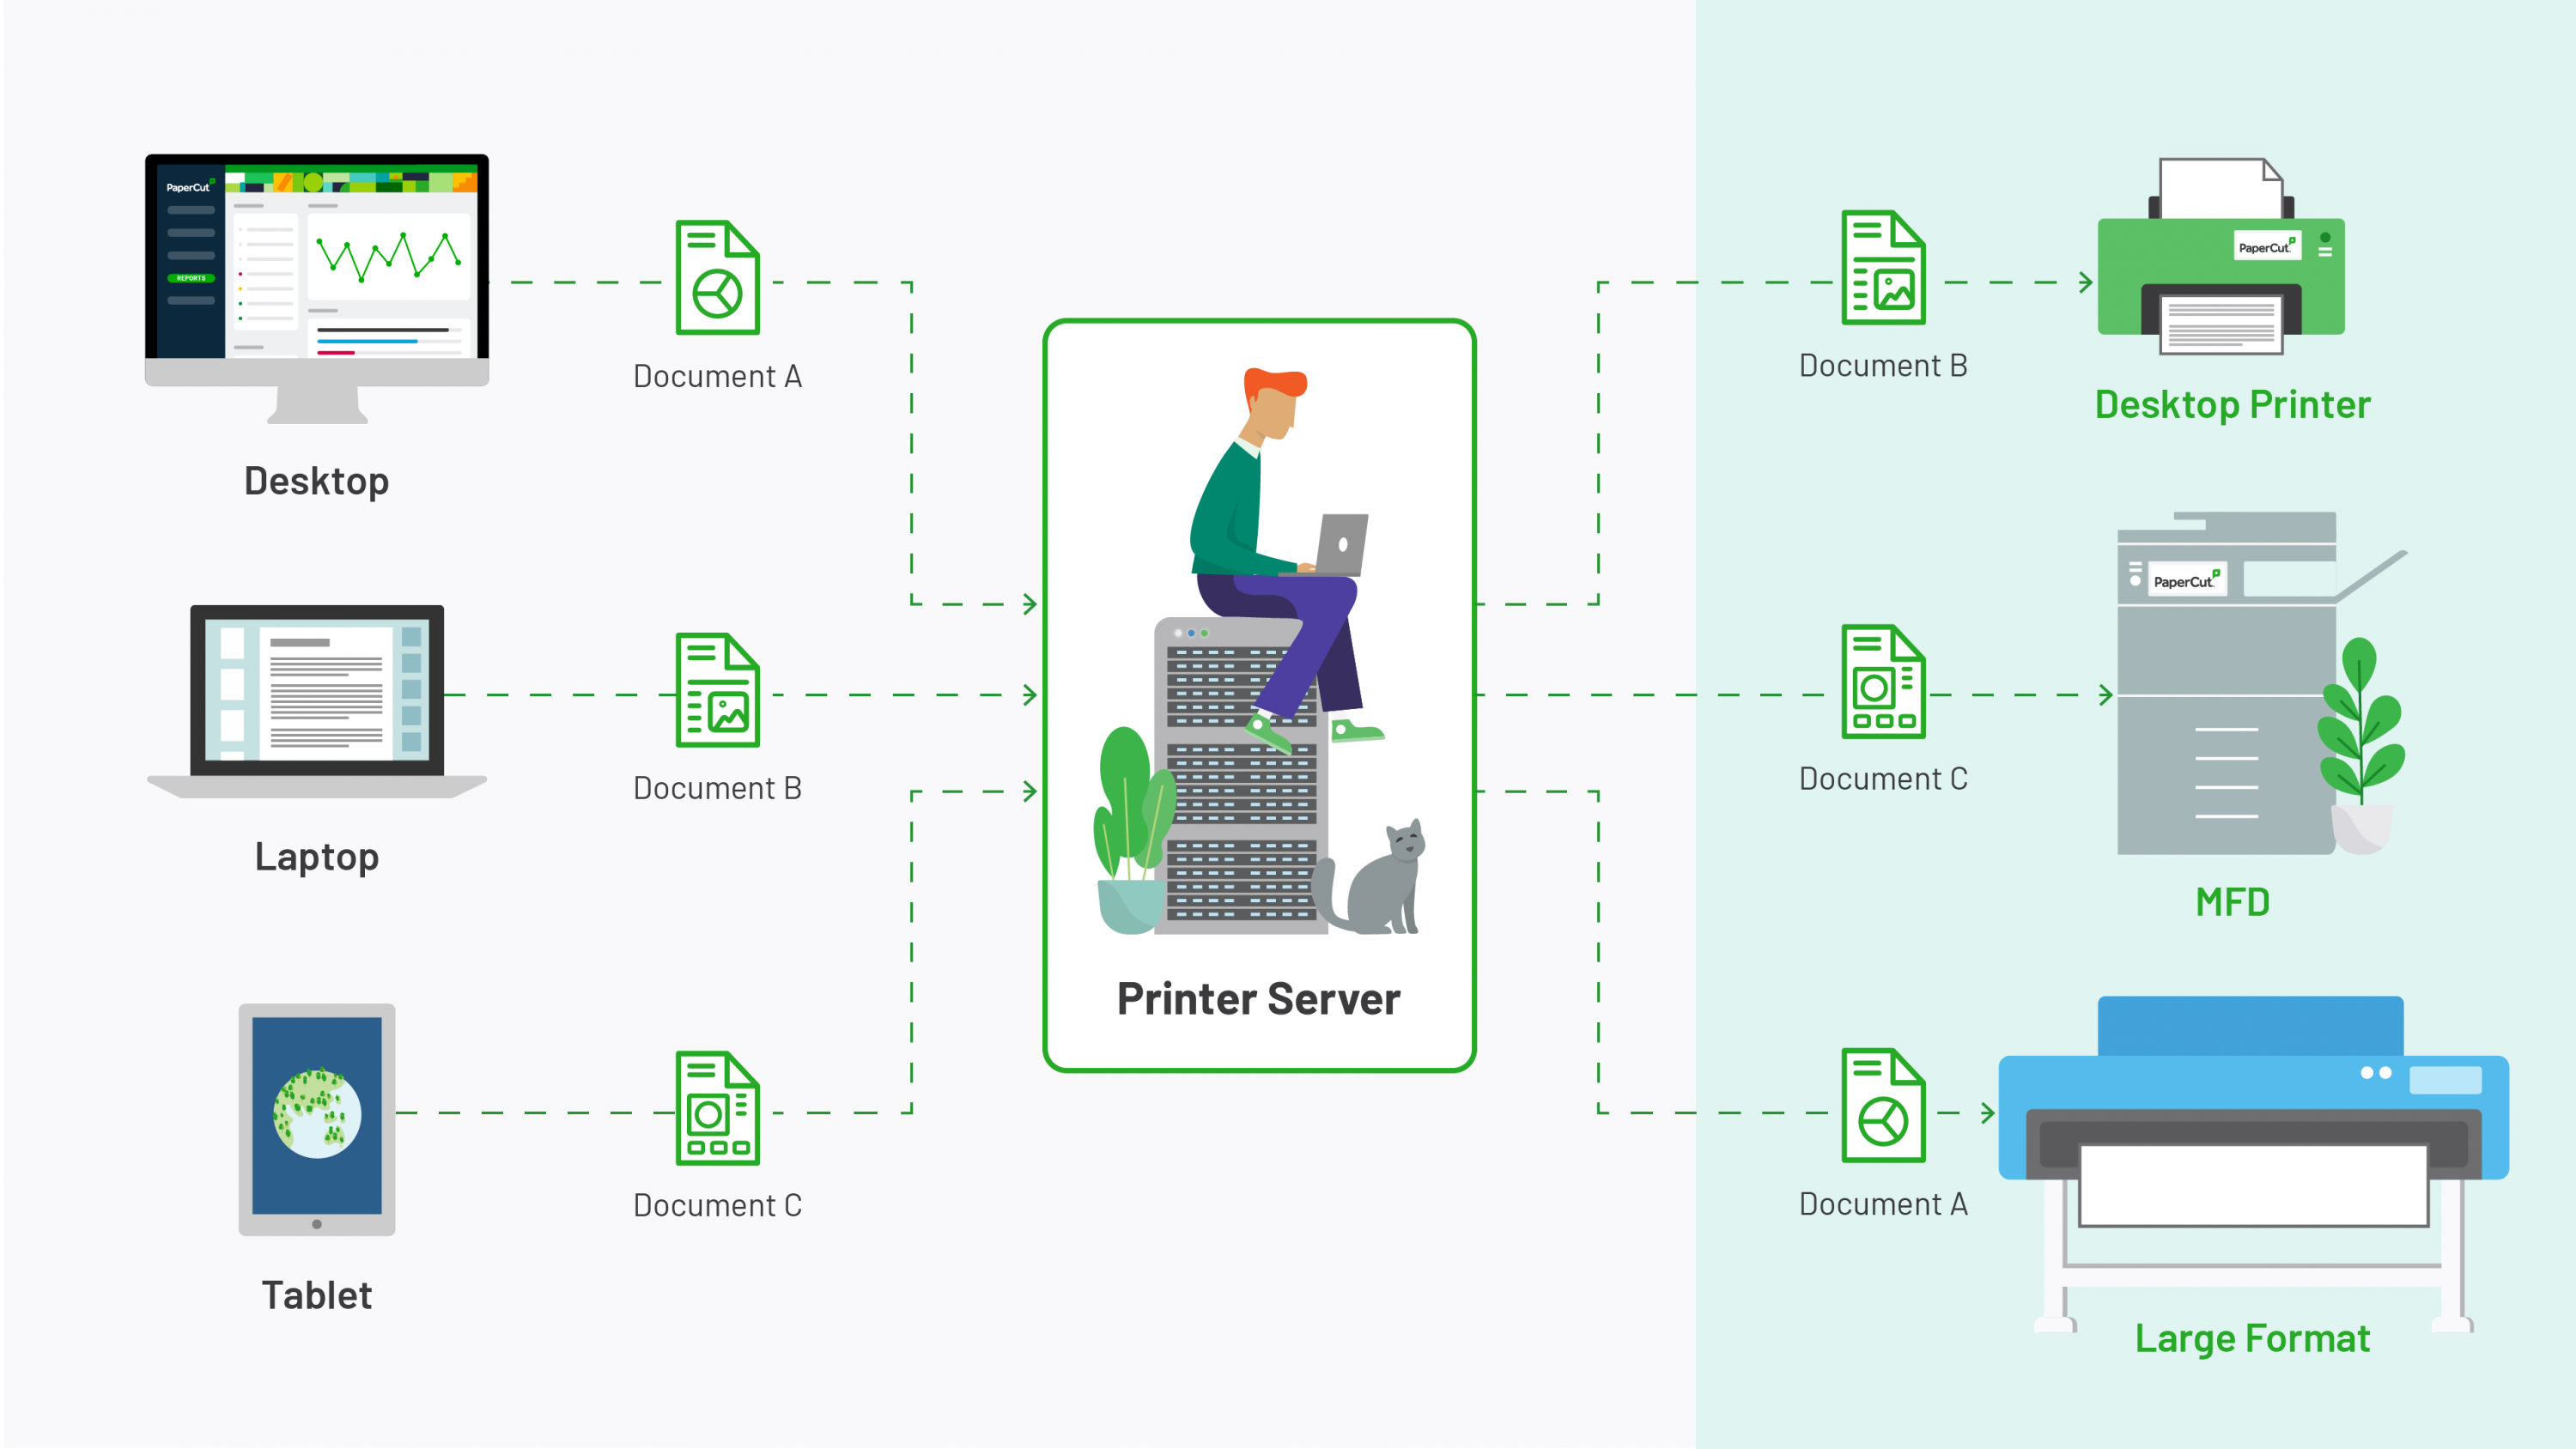 PaperCut
REPORTS
Desktop
Document A
Laptop
Document B
Tablet
Document C
Printer Server
Document B
PaperCut
Desktop Printer
Document C
PaperCut
MFD
Document A
Large Format